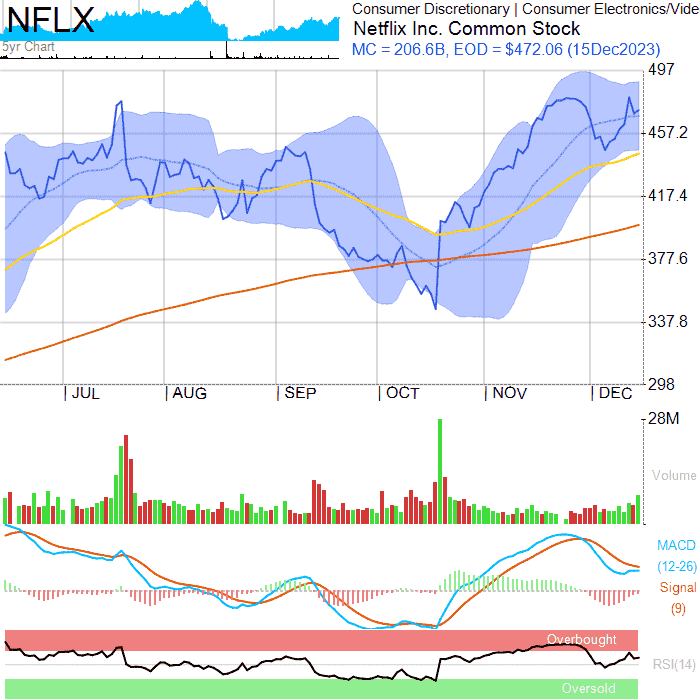 NFLX
5yr Chart
Consumer Discretionary | Consumer Electronics/Vide
Netflix Inc. Common Stock
MC = 206.6B, EOD = $472.06 (15Dec2023)
497
457.2
417.4
377.6
337.8
298
JUL AUG SEP OCT NOV DEC
28M
Volume
MACD
(12-26)
Signal
(9)
Overbought
RSI(14)
Oversold